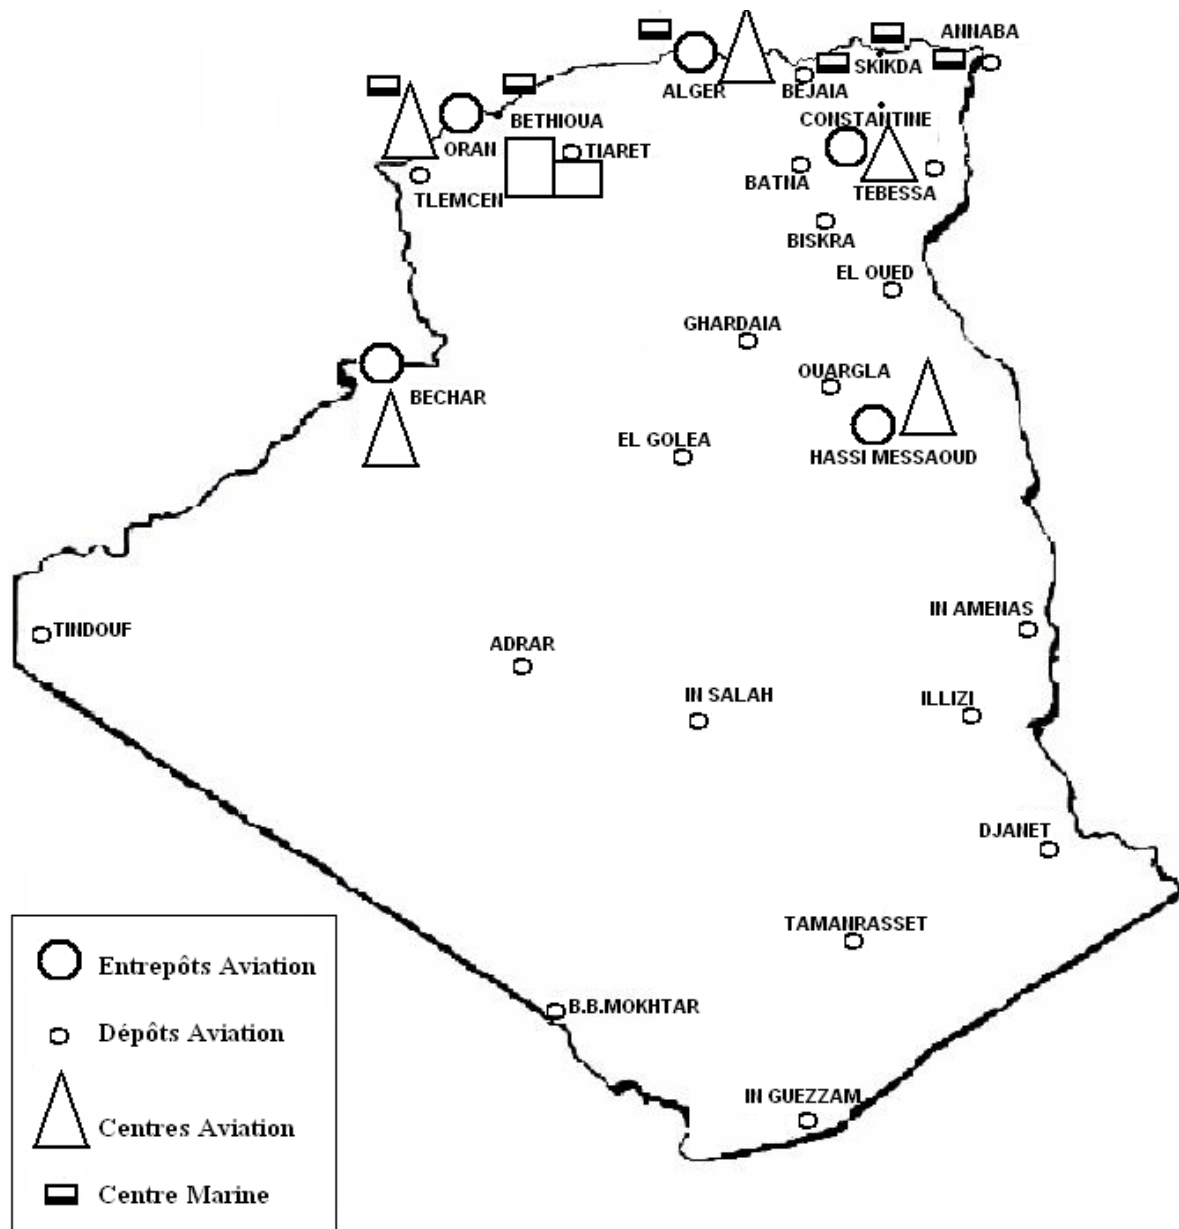 ANNABA
SKIKDA
ALGER
BEJAIA
CONSTANTINE
BETHIOUA
ORAN
TIARET
TLEMCEN
BATNA
TEBESSA
BISKRA
EL OUED
GHARDAIA
OUARGLA
BECHAR
EL GOLEA
HASSI MESSAOUD
IN AMENAS
TINDOUF
ADRAR
IN SALAH
ILLIZI
DJANET
TAMANRASSET
B.B.MOKHTAR
IN GUEZZAM
Entrepôts Aviation
Dépôts Aviation
Centres Aviation
Centre Marine